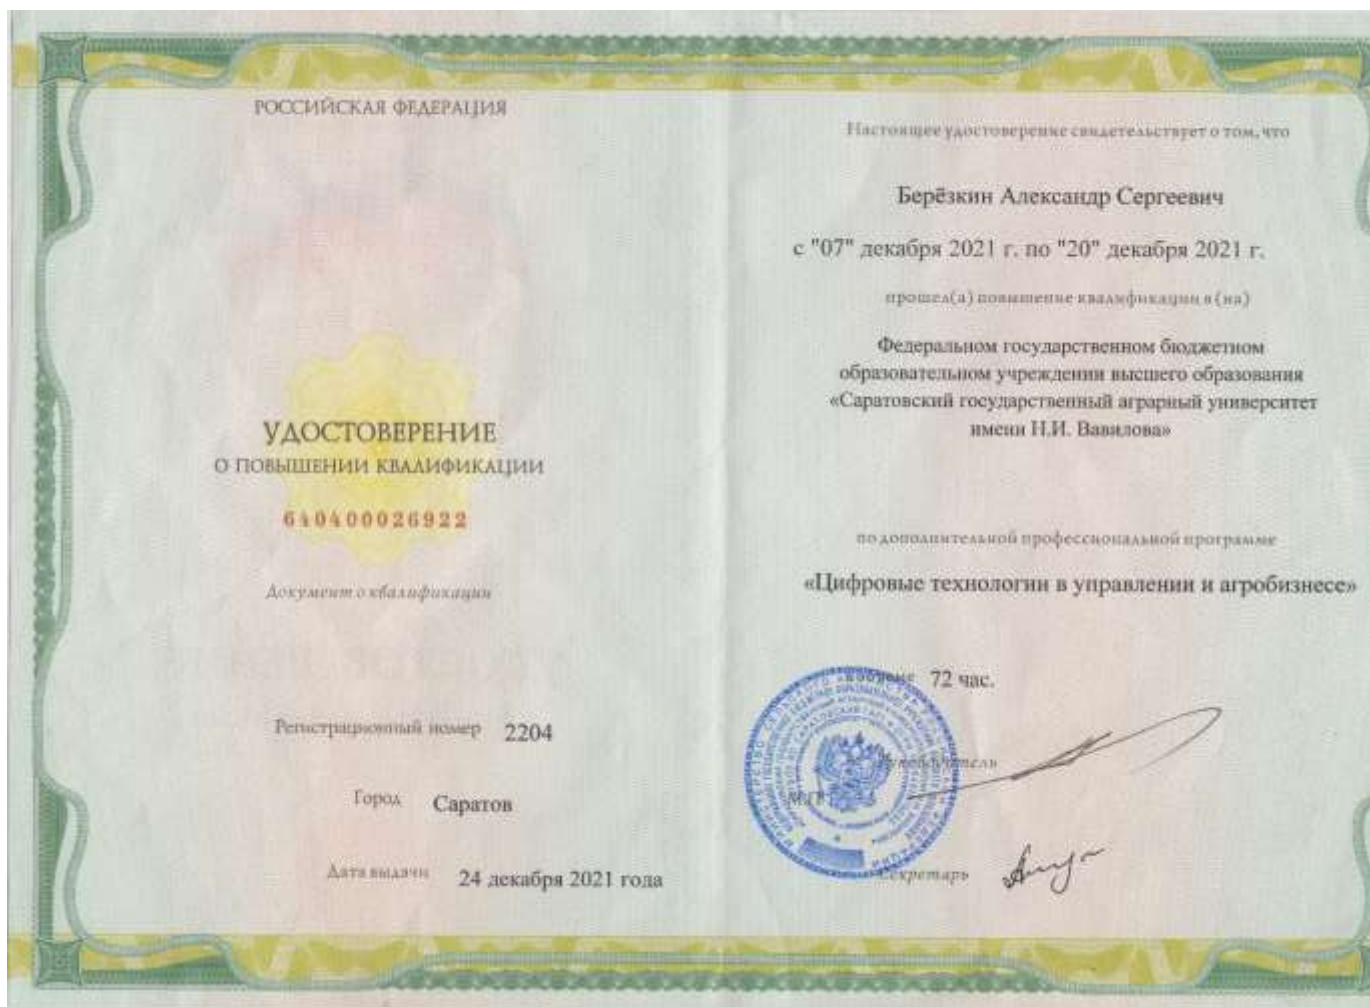 РОССИЙСКАЯ ФЕДЕРАЦИЯ
УДОСТОВЕРЕНИЕ
О ПОВЫШЕНИИ КВАЛИФИКАЦИИ
640400026922
Документ о квалификации
Регистрационный номер 2204
Город Саратов
Дата выдачи 24 декабря 2021 года
Настоящее удостоверение свидетельствует о том, что
Берёзкин Александр Сергеевич
с "07" декабря 2021 г. по "20" декабря 2021 г.
прошел(а) повышение квалификации в (на)
Федеральном государственном бюджетном
образовательном учреждении высшего образования
«Саратовский государственный аграрный университет
имени Н.И. Вавилова»
по дополнительной профессиональной программе
«Цифровые технологии в управлении и агробизнесе»
в объеме 72 час.
Руководитель
М.П.
Секретарь